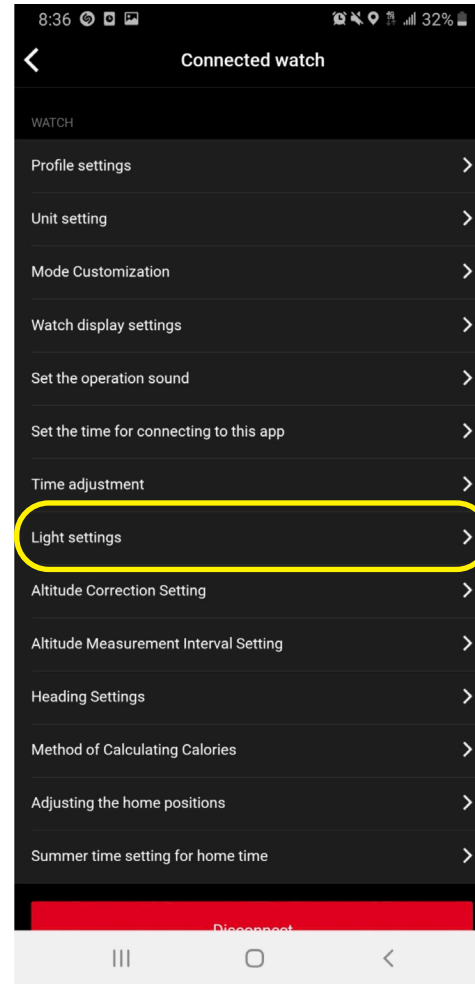 8:36
32%
Connected watch
WATCH
Profile settings
Unit setting
Mode Customization
Watch display settings
Set the operation sound
Set the time for connecting to this app
Time adjustment
Light settings
Altitude Correction Setting
Altitude Measurement Interval Setting
Heading Settings
Method of Calculating Calories
Adjusting the home positions
Summer time setting for home time
Disconnect